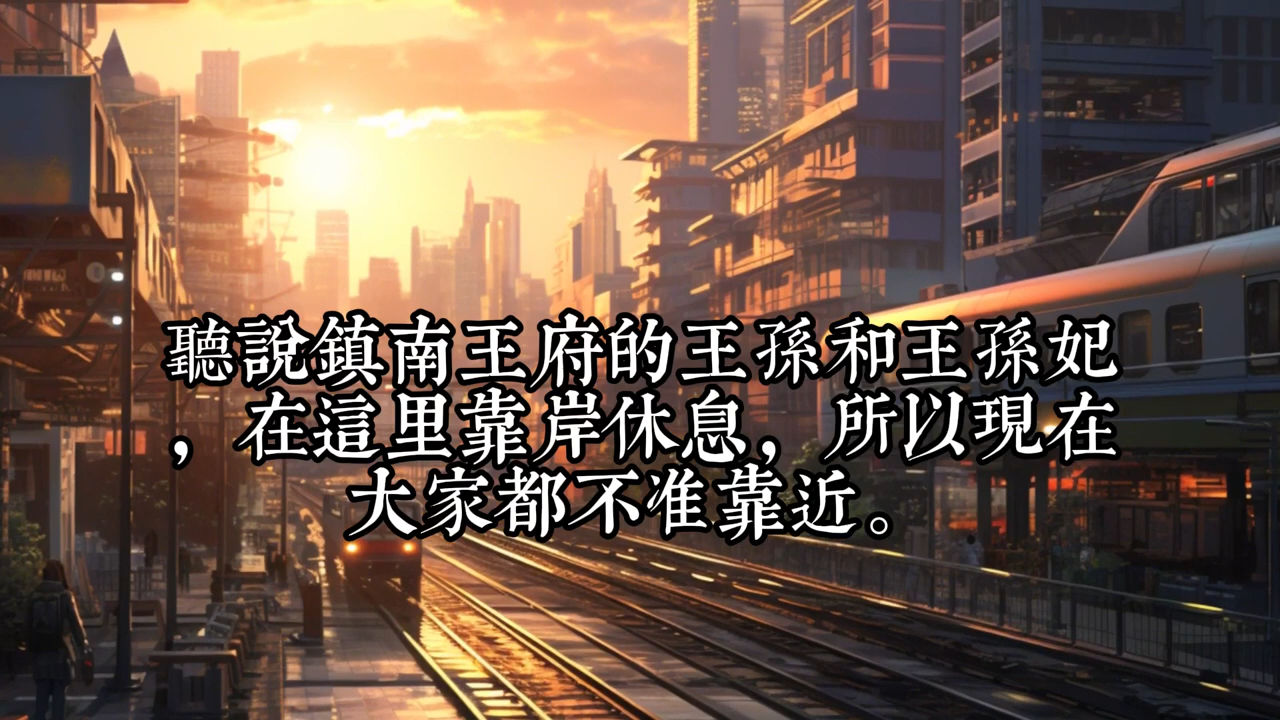 聽說鎮南王府的王孫和王孫妃
，在這里靠岸休息，所以現在
大家都不准靠近。